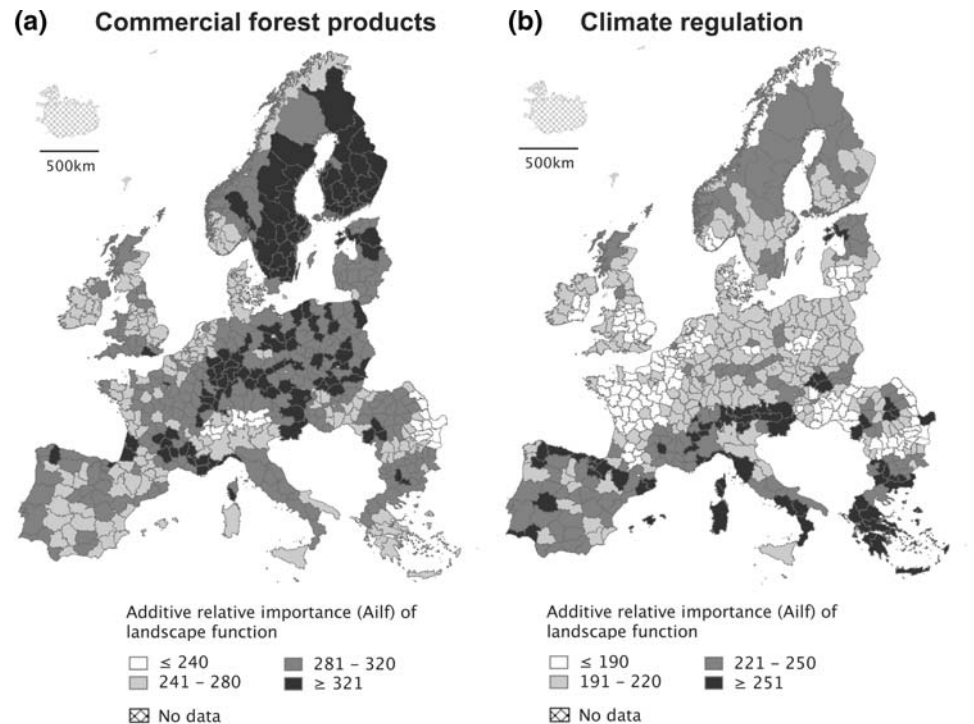 (a) Commercial forest products
500km
Additive relative importance (Ailf) of
landscape function
≤ 240
281 – 320
241 – 280
≥ 321
No data
(b) Climate regulation
500km
Additive relative importance (Ailf) of
landscape function
≤ 190
221 – 250
191 – 220
≥ 251
No data